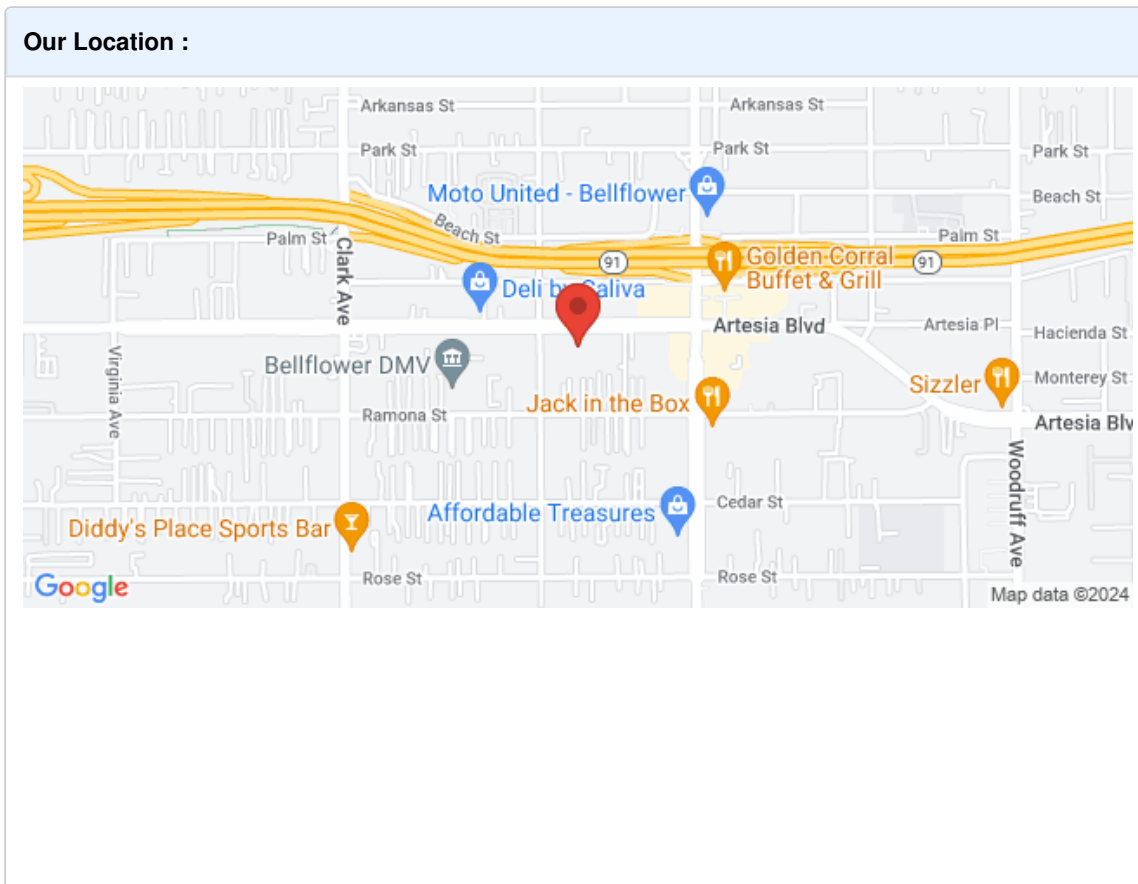 Our Location :
Arkansas St
Arkansas St
Park St
Park St
Park St
Moto United - Bellflower
Beach St
Beach St
Palm St
Palm St
Clark Ave
91
91
Golden Corral
Buffet & Grill
Deli by Caliva
Artesia Blvd
Artesia Pl
Hacienda St
Virginia Ave
Bellflower DMV
Sizzler
Monterey St
Jack in the Box
Ramona St
Artesia Blv
Woodruff Ave
Affordable Treasures
Cedar St
Diddy's Place Sports Bar
Rose St
Rose St
Google
Map data ©2024